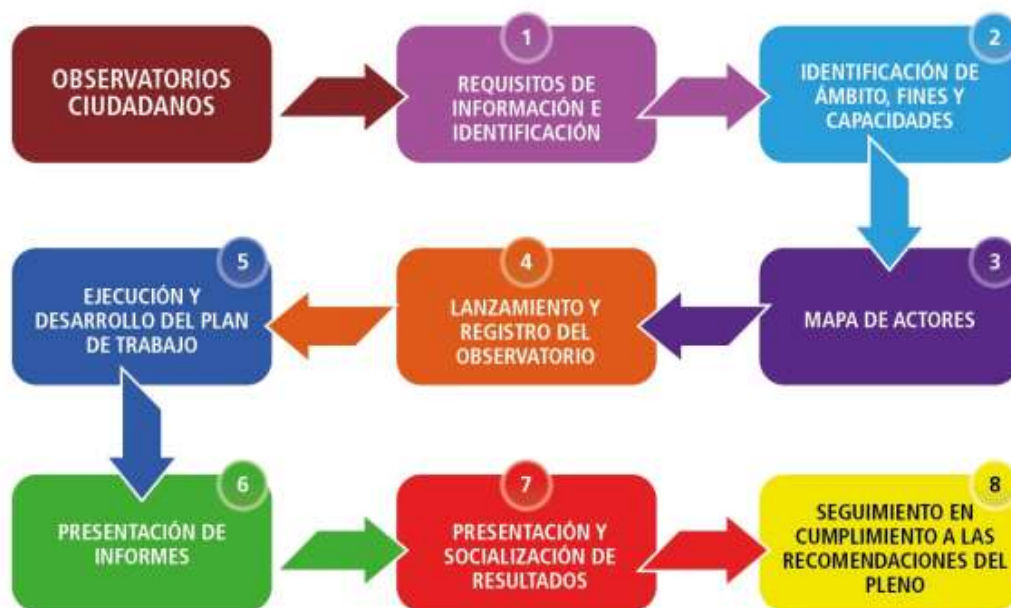 OBSERVATORIOS
CIUDADANOS
1
REQUISITOS DE
INFORMACIÓN E
IDENTIFICACIÓN
2
IDENTIFICACIÓN DE
ÁMBITO, FINES Y
CAPACIDADES
3
MAPA DE ACTORES
4
LANZAMIENTO Y
REGISTRO DEL
OBSERVATORIO
5
EJECUCIÓN Y
DESARROLLO DEL PLAN
DE TRABAJO
6
PRESENTACIÓN DE
INFORMES
7
PRESENTACIÓN Y
SOCIALIZACIÓN DE
RESULTADOS
8
SEGUIMIENTO EN
CUMPLIMIENTO A LAS
RECOMENDACIONES DEL
PLENO